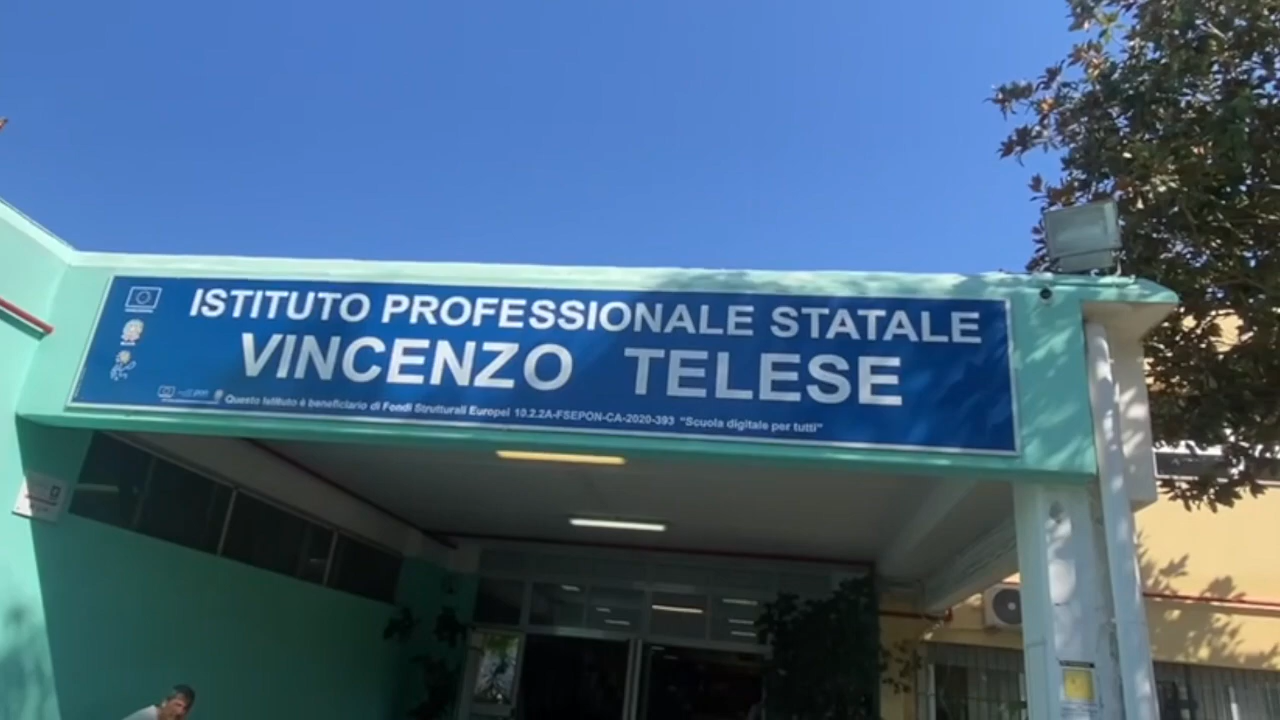 ISTITUTO PROFESSIONALE STATALE
VINCENZO TELESE
Questo Istituto è beneficiario di Fondi Strutturali Europei 10.2.2A-FSEPON-CA-2020-393 "Scuola digitale per tutti"